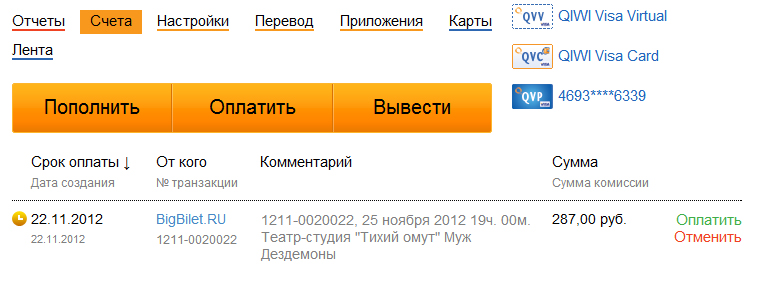 Отчеты Счета Настройки Перевод Приложения Карты
Лента
QVV QIWI Visa Virtual
QVC QIWI Visa Card
QVP 4693****6339
Пополнить Оплатить Вывести
Срок оплаты ↓ От кого Комментарий Сумма
Дата создания № транзакции Сумма комиссии
22.11.2012 BigBilet.RU 1211-0020022, 25 ноября 2012 19ч. 00м. 287,00 руб. Оплатить
22.11.2012 1211-0020022 Театр-студия "Тихий омут" Муж Отменить
Дездемоны